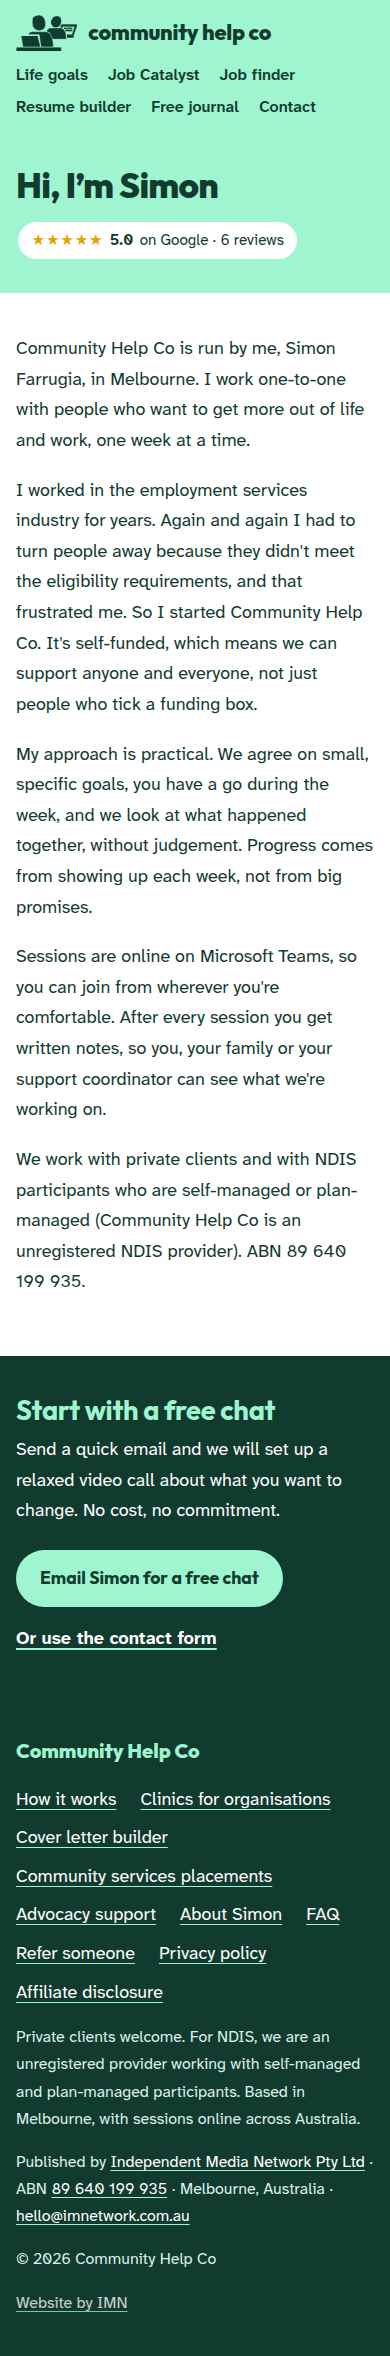 community help co
Life goals Job Catalyst Job finder
Resume builder Free journal Contact
Hi, I’m Simon
★★★★★ 5.0 on Google · 6 reviews
Community Help Co is run by me, Simon
Farrugia, in Melbourne. I work one-to-one
with people who want to get more out of life
and work, one week at a time.
I worked in the employment services
industry for years. Again and again I had to
turn people away because they didn't meet
the eligibility requirements, and that
frustrated me. So I started Community Help
Co. It's self-funded, which means we can
support anyone and everyone, not just
people who tick a funding box.
My approach is practical. We agree on small,
specific goals, you have a go during the
week, and we look at what happened
together, without judgement. Progress comes
from showing up each week, not from big
promises.
Sessions are online on Microsoft Teams, so
you can join from wherever you're
comfortable. After every session you get
written notes, so you, your family or your
support coordinator can see what we're
working on.
We work with private clients and with NDIS
participants who are self-managed or plan-
managed (Community Help Co is an
unregistered NDIS provider). ABN 89 640
199 935.
Start with a free chat
Send a quick email and we will set up a
relaxed video call about what you want to
change. No cost, no commitment.
Email Simon for a free chat
Or use the contact form
Community Help Co
How it works Clinics for organisations
Cover letter builder
Community services placements
Advocacy support About Simon FAQ
Refer someone Privacy policy
Affiliate disclosure
Private clients welcome. For NDIS, we are an
unregistered provider working with self-managed
and plan-managed participants. Based in
Melbourne, with sessions online across Australia.
Published by Independent Media Network Pty Ltd ·
ABN 89 640 199 935 · Melbourne, Australia ·
hello@imnetwork.com.au
© 2026 Community Help Co
Website by IMN